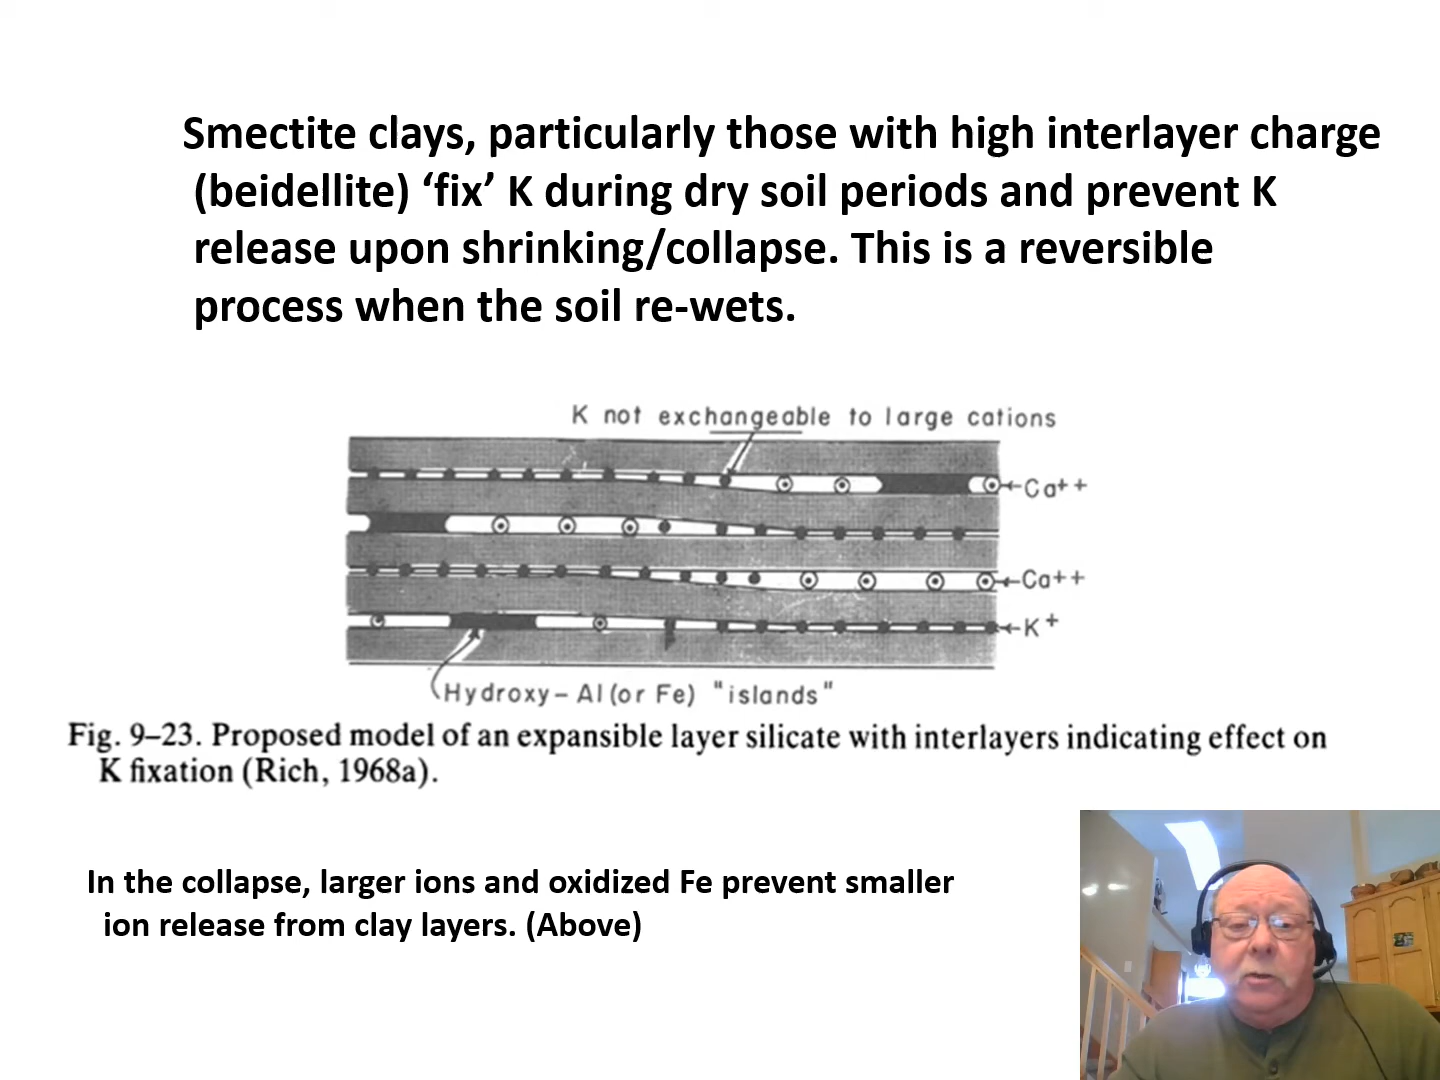 Smectite clays, particularly those with high interlayer charge
(beidellite) ‘fix’ K during dry soil periods and prevent K
release upon shrinking/collapse. This is a reversible
process when the soil re-wets.
K not exchangeable to large cations
Ca++
Ca++
K+
Hydroxy-Al(or Fe) "islands"
Fig. 9–23. Proposed model of an expansible layer silicate with interlayers indicating effect on
K fixation (Rich, 1968a).
In the collapse, larger ions and oxidized Fe prevent smaller
ion release from clay layers. (Above)